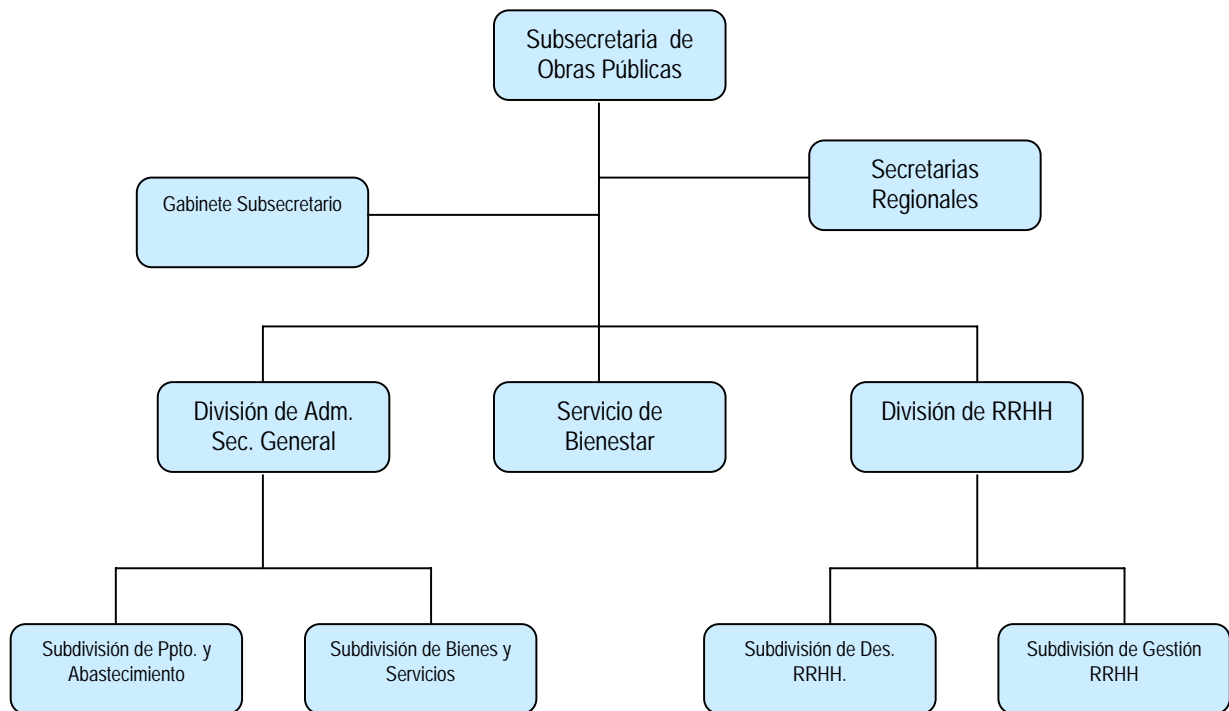 Subsecretaria de
Obras Públicas
Secretarias
Regionales
Gabinete Subsecretario
División de Adm.
Sec. General
Servicio de
Bienestar
División de RRHH
Subdivisión de Ppto. y
Abastecimiento
Subdivisión de Bienes y
Servicios
Subdivisión de Des.
RRHH.
Subdivisión de Gestión
RRHH